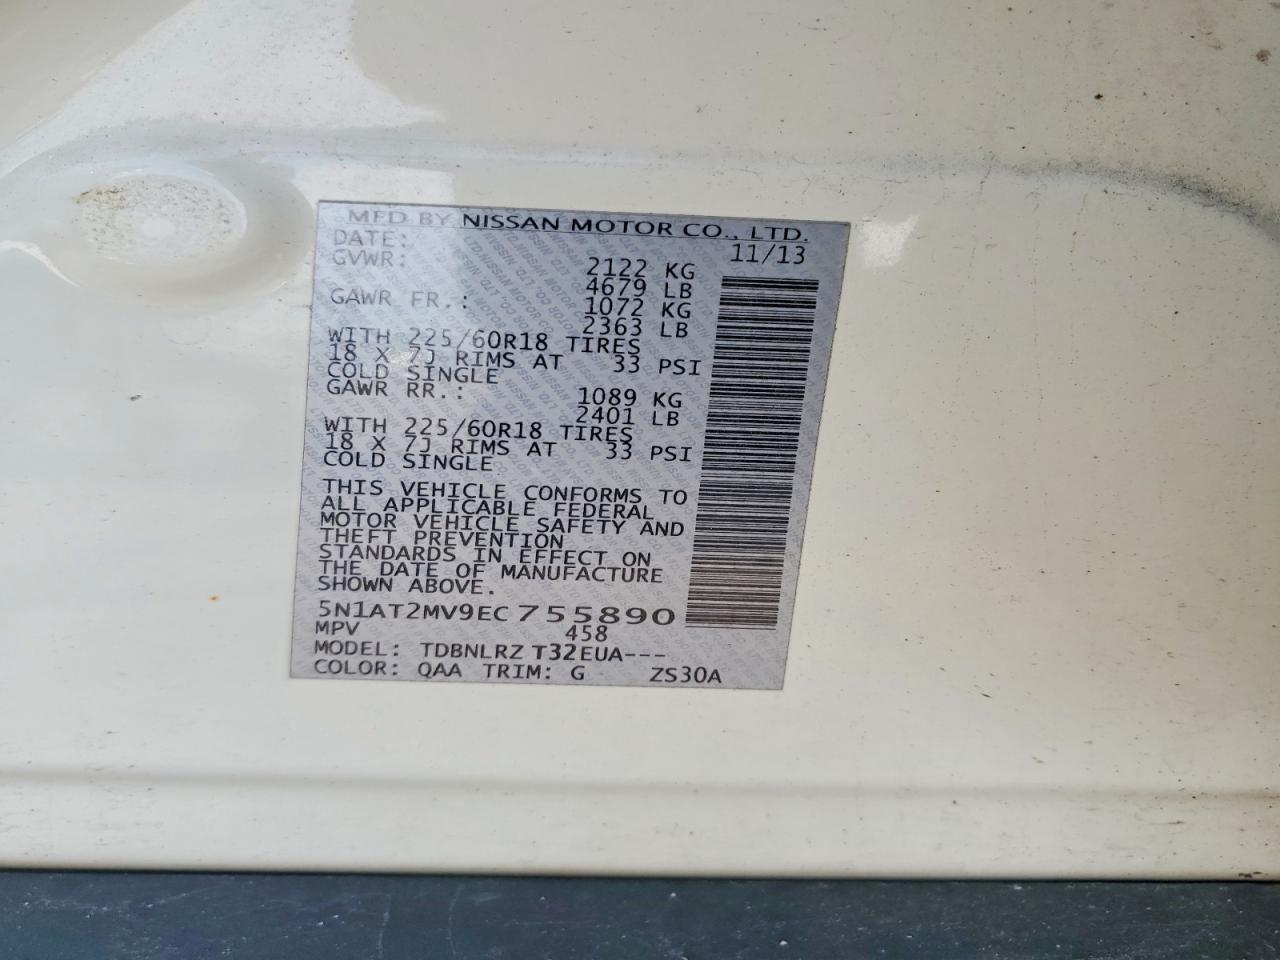 MFD BY NISSAN MOTOR CO., LTD.
DATE: 11/13
GVWR: 2122 KG
4679 LB
GAWR FR.: 1072 KG
2363 LB
WITH 225/60R18 TIRES
18 X 7J RIMS AT 33 PSI
COLD SINGLE
GAWR RR.: 1089 KG
2401 LB
WITH 225/60R18 TIRES
18 X 7J RIMS AT 33 PSI
COLD SINGLE
THIS VEHICLE CONFORMS TO
ALL APPLICABLE FEDERAL
MOTOR VEHICLE SAFETY AND
THEFT PREVENTION
STANDARDS IN EFFECT ON
THE DATE OF MANUFACTURE
SHOWN ABOVE.
5N1AT2MV9EC755890
MPV 458
MODEL: TDBNLRZ T32EUA---
COLOR: QAA TRIM: G ZS30A